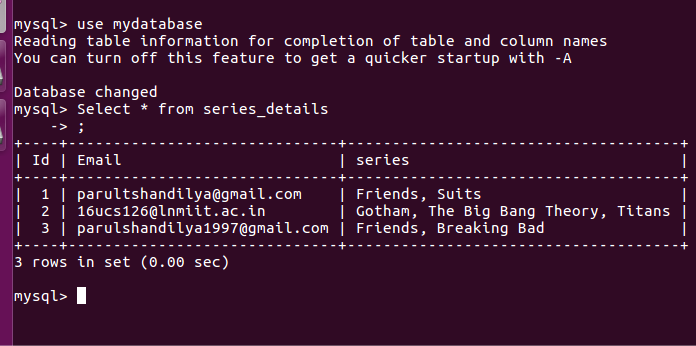 mysql> use mydatabase
Reading table information for completion of table and column names
You can turn off this feature to get a quicker startup with -A

Database changed
mysql> Select * from series_details
    -> ;
+----+-----------------------------+-----------------------------------+
| Id | Email                       | series                            |
+----+-----------------------------+-----------------------------------+
|  1 | parultshandilya@gmail.com   | Friends, Suits                    |
|  2 | 16ucs126@lnmiit.ac.in       | Gotham, The Big Bang Theory, Titans |
|  3 | parulshandilya1997@gmail.com | Friends, Breaking Bad             |
+----+-----------------------------+-----------------------------------+
3 rows in set (0.00 sec)

mysql>